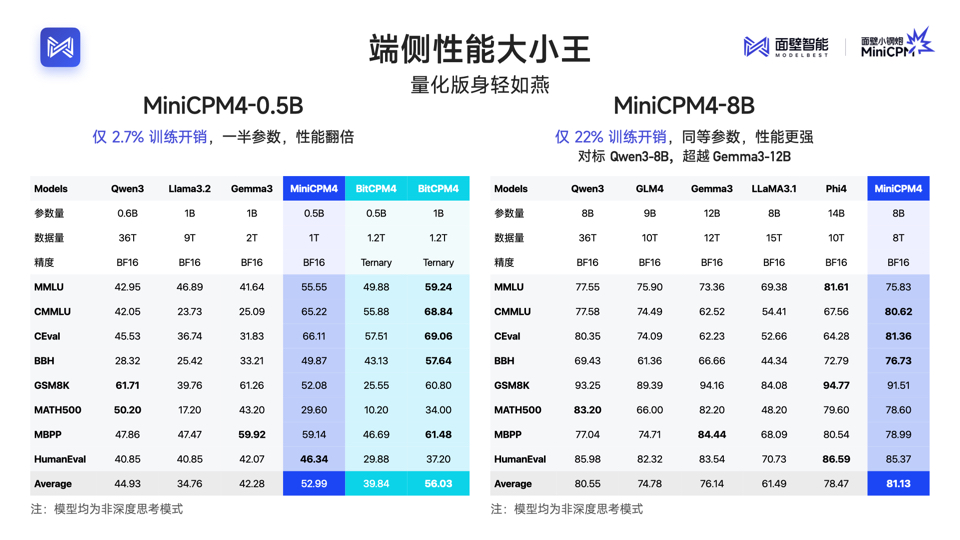 端侧性能大小王
量化版身轻如燕
面壁智能
MODELBEST
面壁小钢炮
MiniCPM
MiniCPM4-0.5B
仅 2.7% 训练开销，一半参数，性能翻倍
Models Qwen3 Llama3.2 Gemma3 MiniCPM4 BitCPM4 BitCPM4
参数量 0.6B 1B 1B 0.5B 0.5B 1B
数据量 36T 9T 2T 1T 1.2T 1.2T
精度 BF16 BF16 BF16 BF16 Ternary Ternary
MMLU 42.95 46.89 41.64 55.55 49.88 59.24
CMMLU 42.05 23.73 25.09 65.22 55.88 68.84
CEval 45.53 36.74 31.83 66.11 57.51 69.06
BBH 28.32 25.42 33.21 49.87 43.13 57.64
GSM8K 61.71 39.76 61.26 52.08 25.55 60.80
MATH500 50.20 17.20 43.20 29.60 10.20 34.00
MBPP 47.86 47.47 59.92 59.14 46.69 61.48
HumanEval 40.85 40.85 42.07 46.34 29.88 37.20
Average 44.93 34.76 42.28 52.99 39.84 56.03
注：模型均为非深度思考模式
MiniCPM4-8B
仅 22% 训练开销，同等参数，性能更强
对标 Qwen3-8B，超越 Gemma3-12B
Models Qwen3 GLM4 Gemma3 LLaMA3.1 Phi4 MiniCPM4
参数量 8B 9B 12B 8B 14B 8B
数据量 36T 10T 12T 15T 10T 8T
精度 BF16 BF16 BF16 BF16 BF16 BF16
MMLU 77.55 75.90 73.36 69.38 81.61 75.83
CMMLU 77.58 74.49 62.52 54.41 67.56 80.62
CEval 80.35 74.09 62.23 52.66 64.28 81.36
BBH 69.43 61.36 66.66 44.34 72.79 76.73
GSM8K 93.25 89.39 94.16 84.08 94.77 91.51
MATH500 83.20 66.00 82.20 48.20 79.60 78.60
MBPP 77.04 74.71 84.44 68.09 80.54 78.99
HumanEval 85.98 82.32 83.54 70.73 86.59 85.37
Average 80.55 74.78 76.14 61.49 78.47 81.13
注：模型均为非深度思考模式